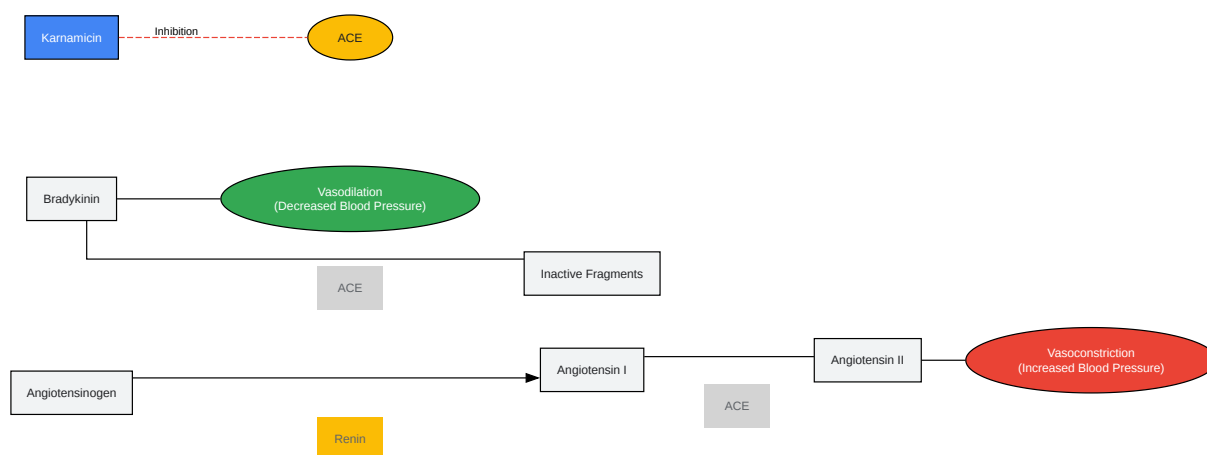 Karnamicin
Inhibition
ACE
Bradykinin
Vasodilation
(Decreased Blood Pressure)
Inactive Fragments
ACE
Angiotensinogen
Renin
Angiotensin I
ACE
Angiotensin II
Vasoconstriction
(Increased Blood Pressure)